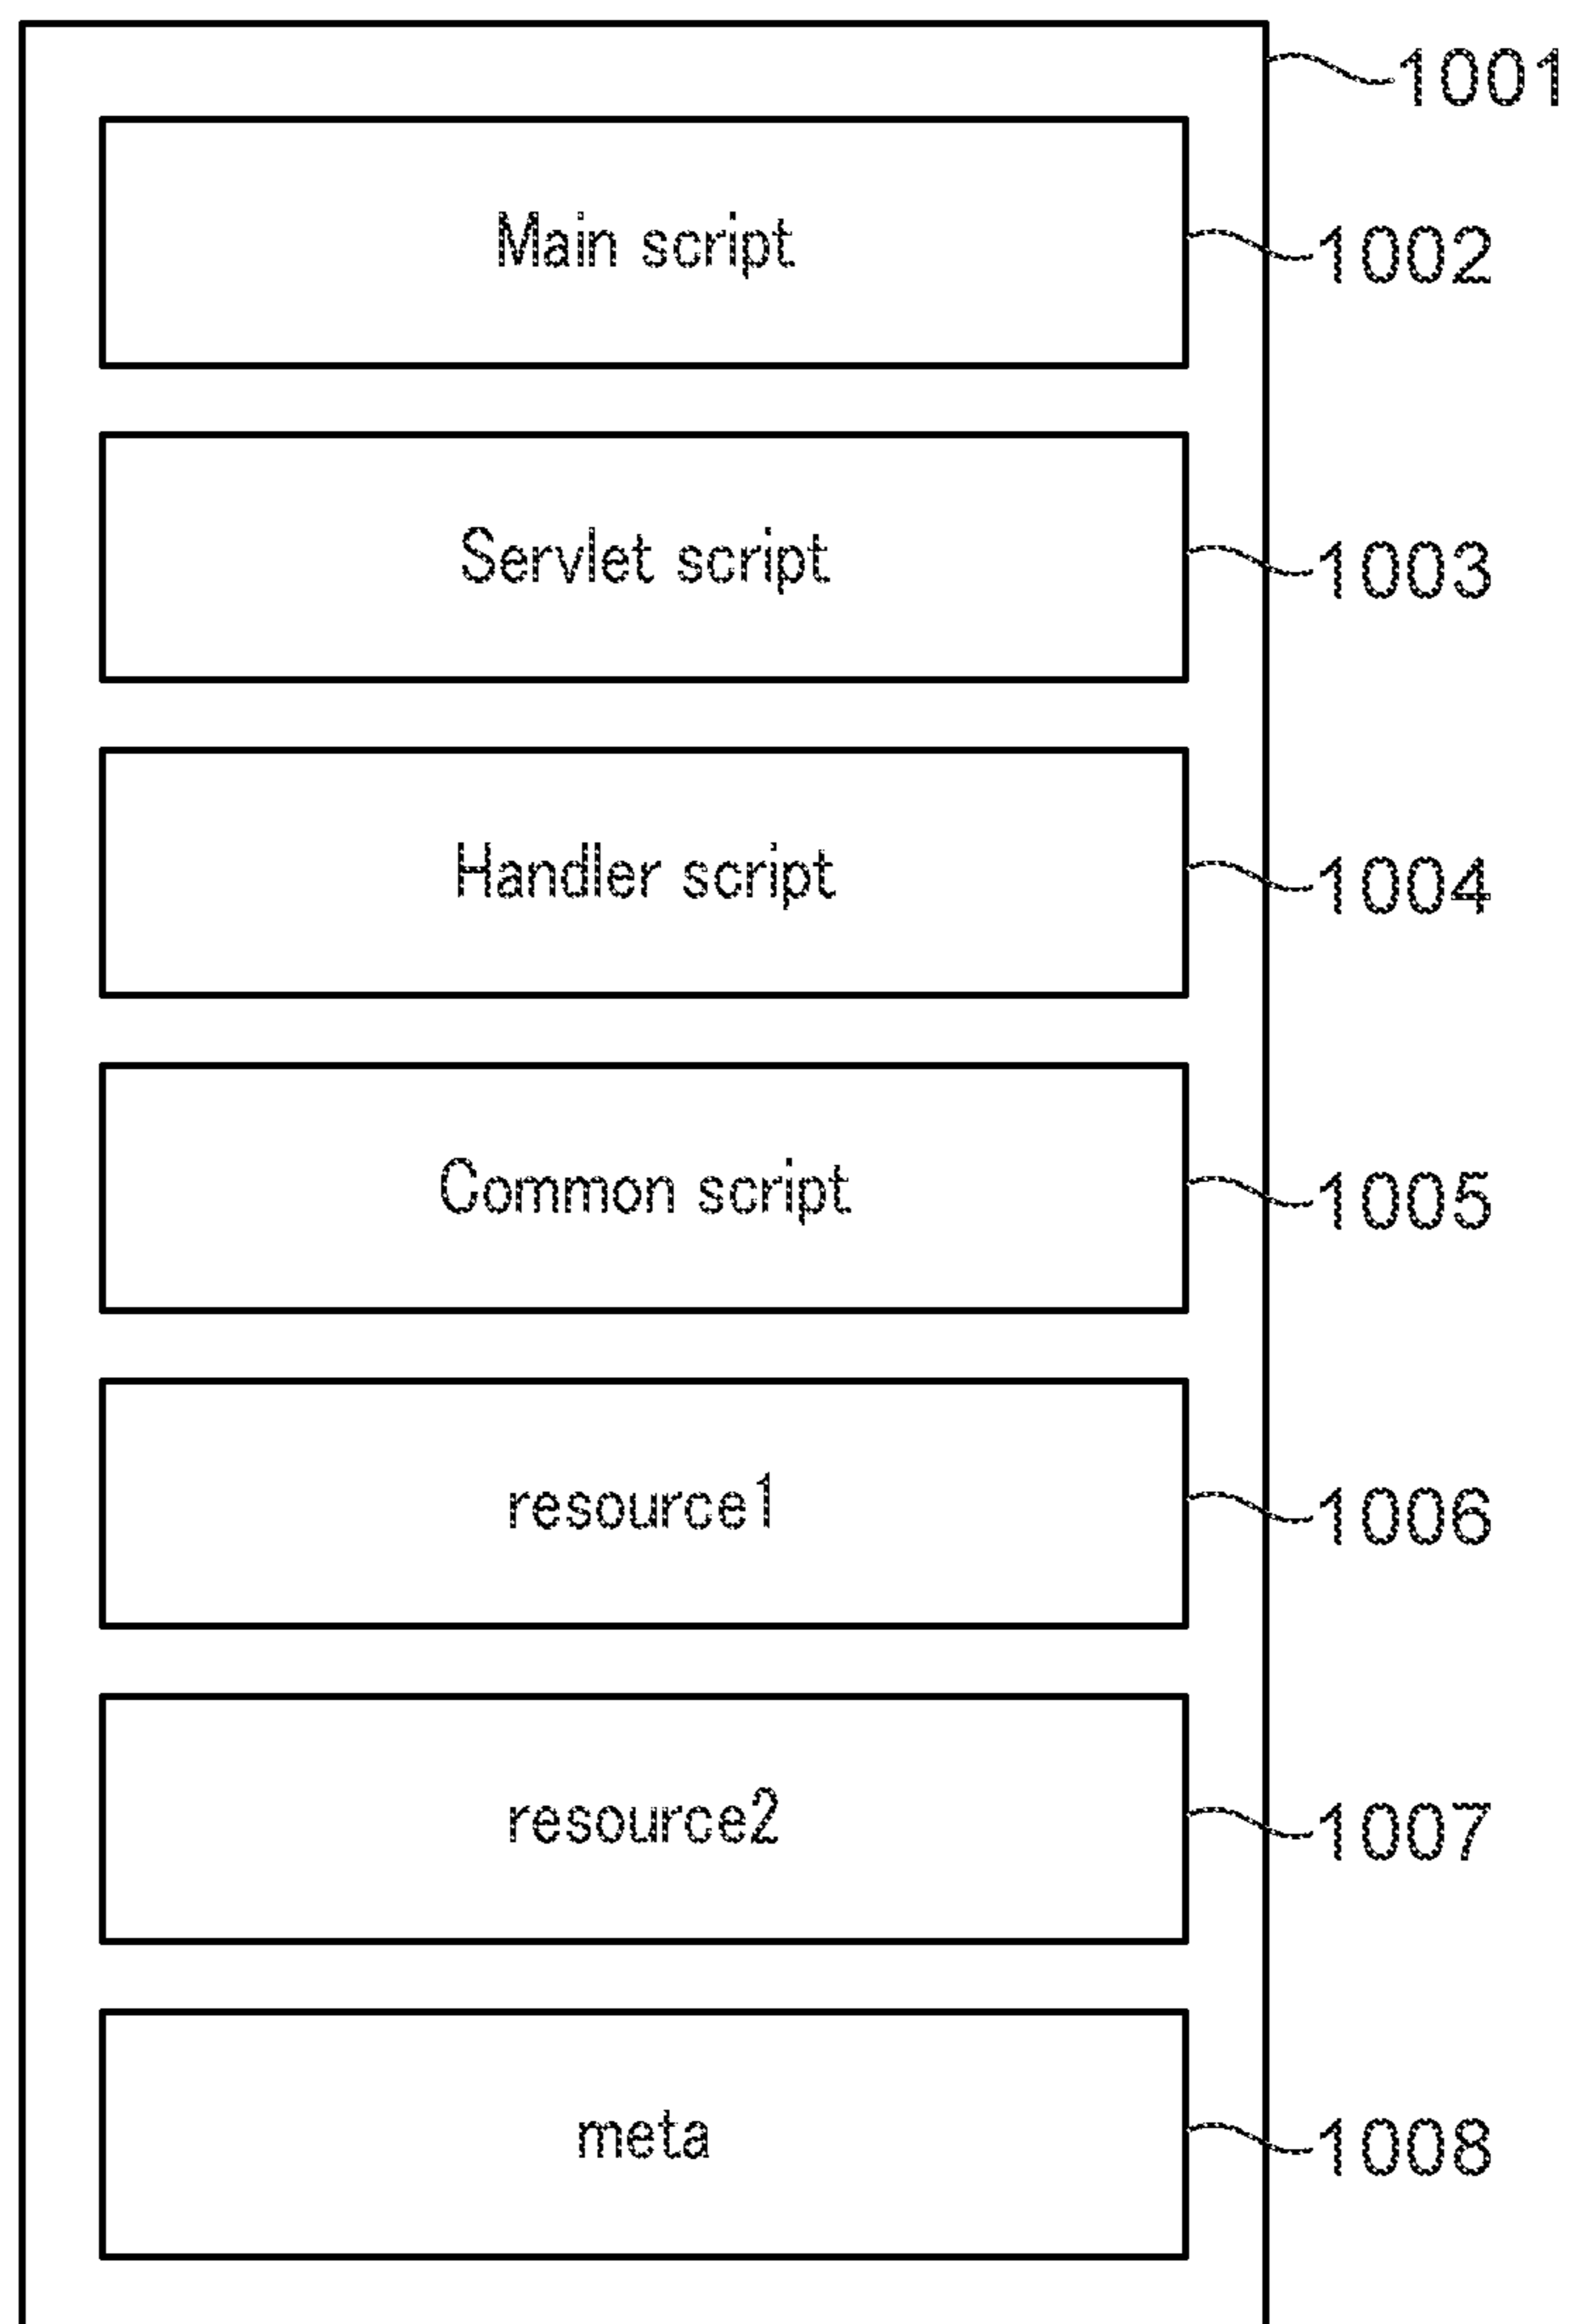 1001
Main script 1002
Servlet script 1003
Handler script 1004
Common script 1005
resource1 1006
resource2 1007
meta 1008